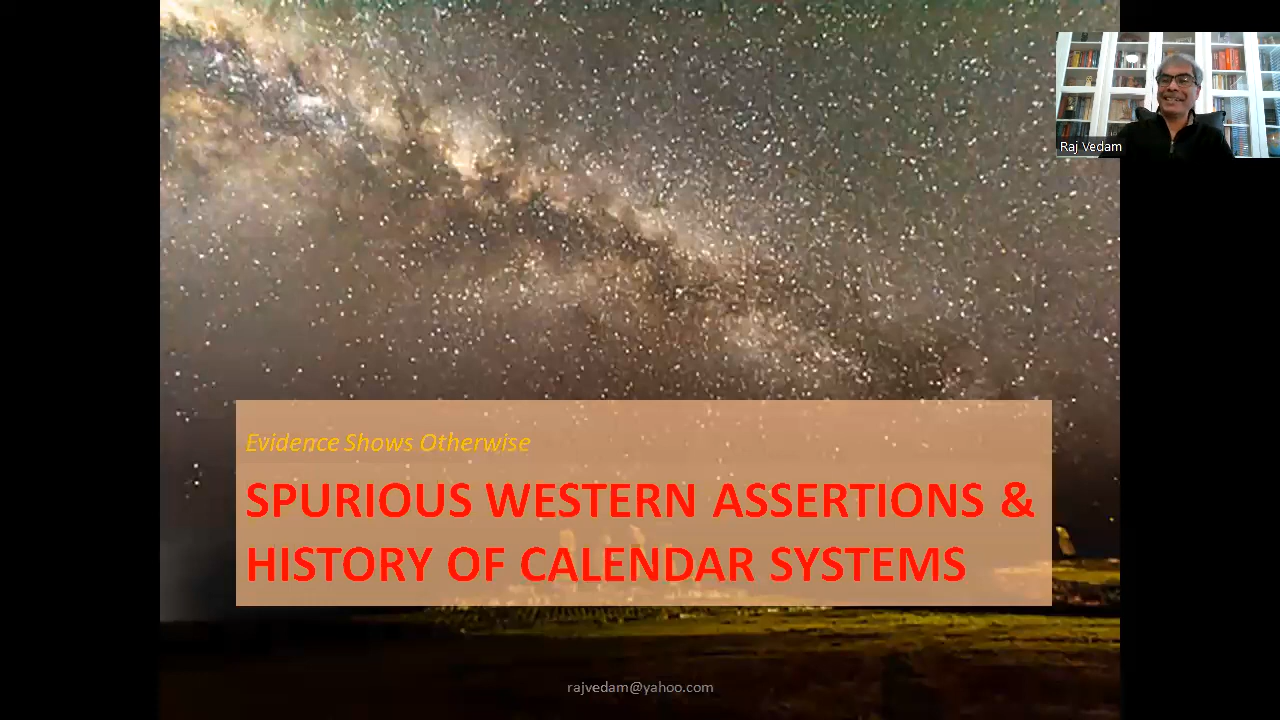 Raj Vedam
Evidence Shows Otherwise
SPURIOUS WESTERN ASSERTIONS &
HISTORY OF CALENDAR SYSTEMS
rajvedam@yahoo.com